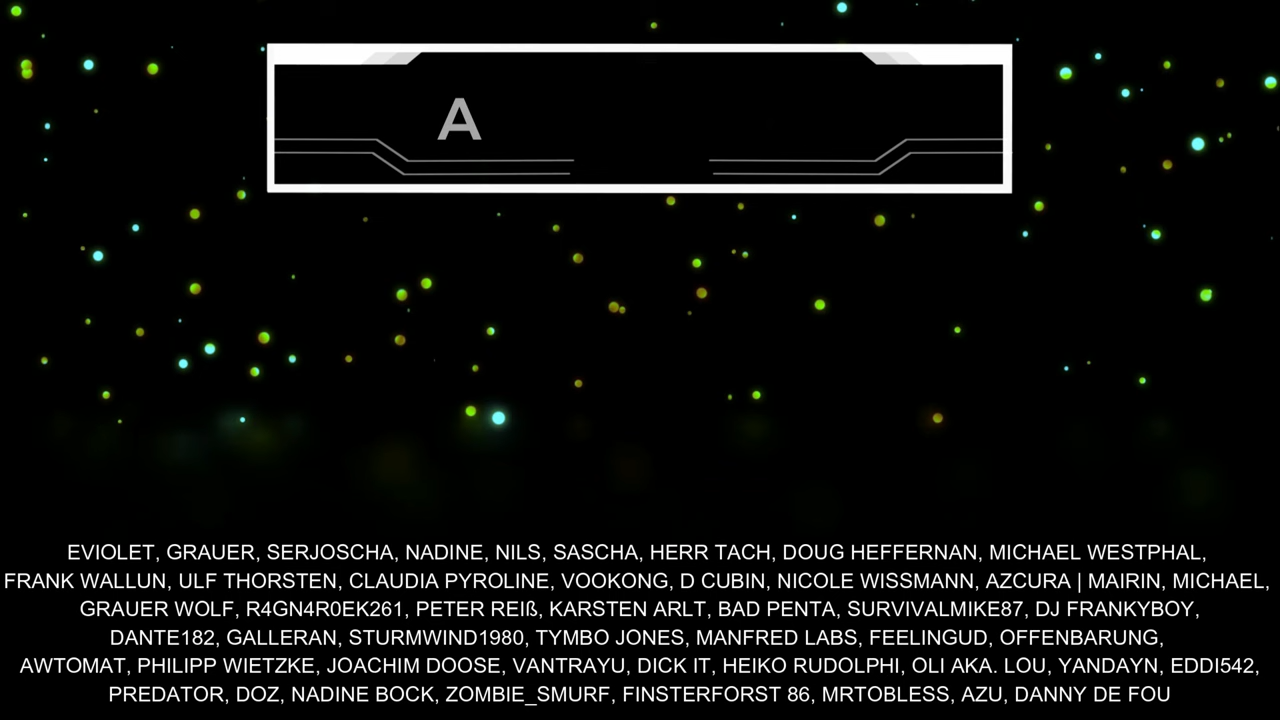 A
EVIOLET, GRAUER, SERJOSCHA, NADINE, NILS, SASCHA, HERR TACH, DOUG HEFFERNAN, MICHAEL WESTPHAL,
FRANK WALLUN, ULF THORSTEN, CLAUDIA PYROLINE, VOOKONG, D CUBIN, NICOLE WISSMANN, AZCURA | MAIRIN, MICHAEL,
GRAUER WOLF, R4GN4R0EK261, PETER REIß, KARSTEN ARLT, BAD PENTA, SURVIVALMIKE87, DJ FRANKYBOY,
DANTE182, GALLERAN, STURMWIND1980, TYMBO JONES, MANFRED LABS, FEELINGUD, OFFENBARUNG,
AWTOMAT, PHILIPP WIETZKE, JOACHIM DOOSE, VANTRAYU, DICK IT, HEIKO RUDOLPHI, OLI AKA. LOU, YANDAYN, EDDI542,
PREDATOR, DOZ, NADINE BOCK, ZOMBIE_SMURF, FINSTERFORST 86, MRTOBLESS, AZU, DANNY DE FOU